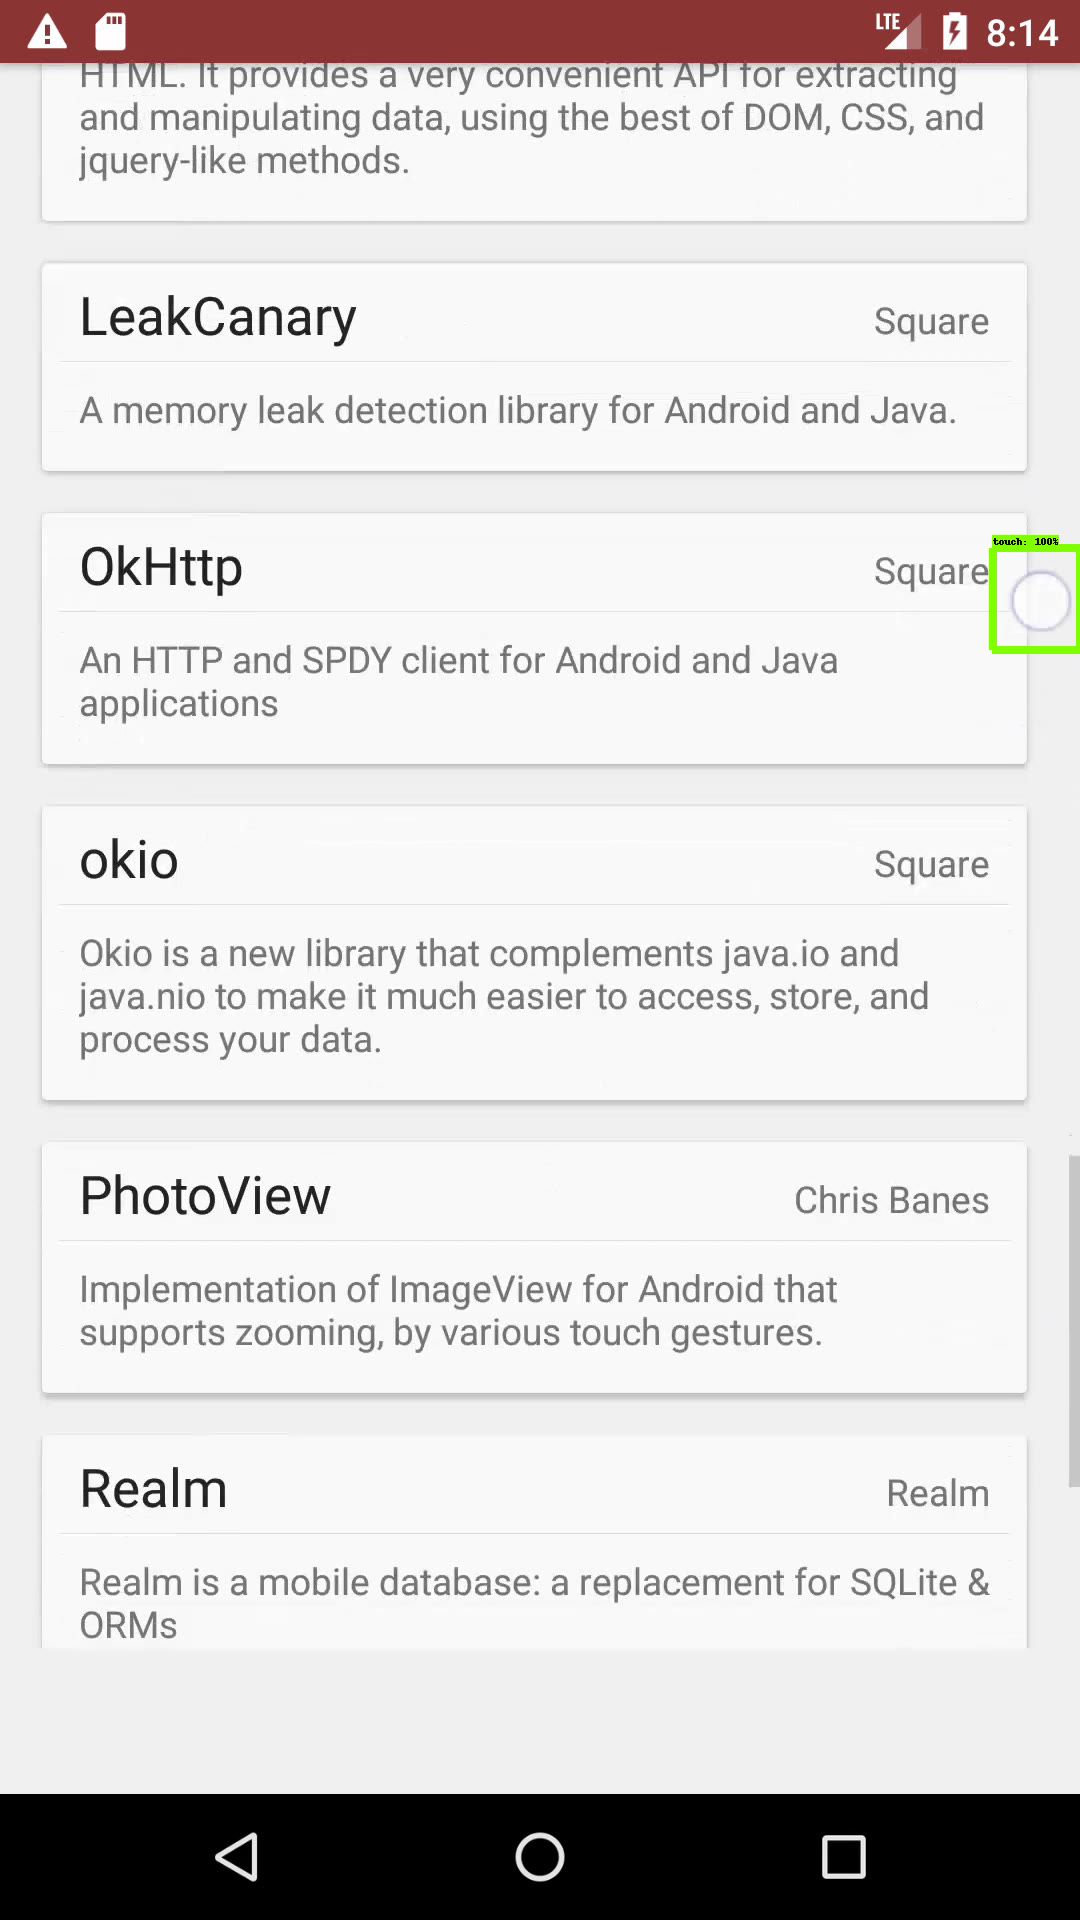 LTE 8:14
HTML. It provides a very convenient API for extracting
and manipulating data, using the best of DOM, CSS, and
jquery-like methods.
LeakCanary Square
A memory leak detection library for Android and Java.
OkHttp Square
touch: 100%
An HTTP and SPDY client for Android and Java
applications
okio Square
Okio is a new library that complements java.io and
java.nio to make it much easier to access, store, and
process your data.
PhotoView Chris Banes
Implementation of ImageView for Android that
supports zooming, by various touch gestures.
Realm Realm
Realm is a mobile database: a replacement for SQLite &
ORMs